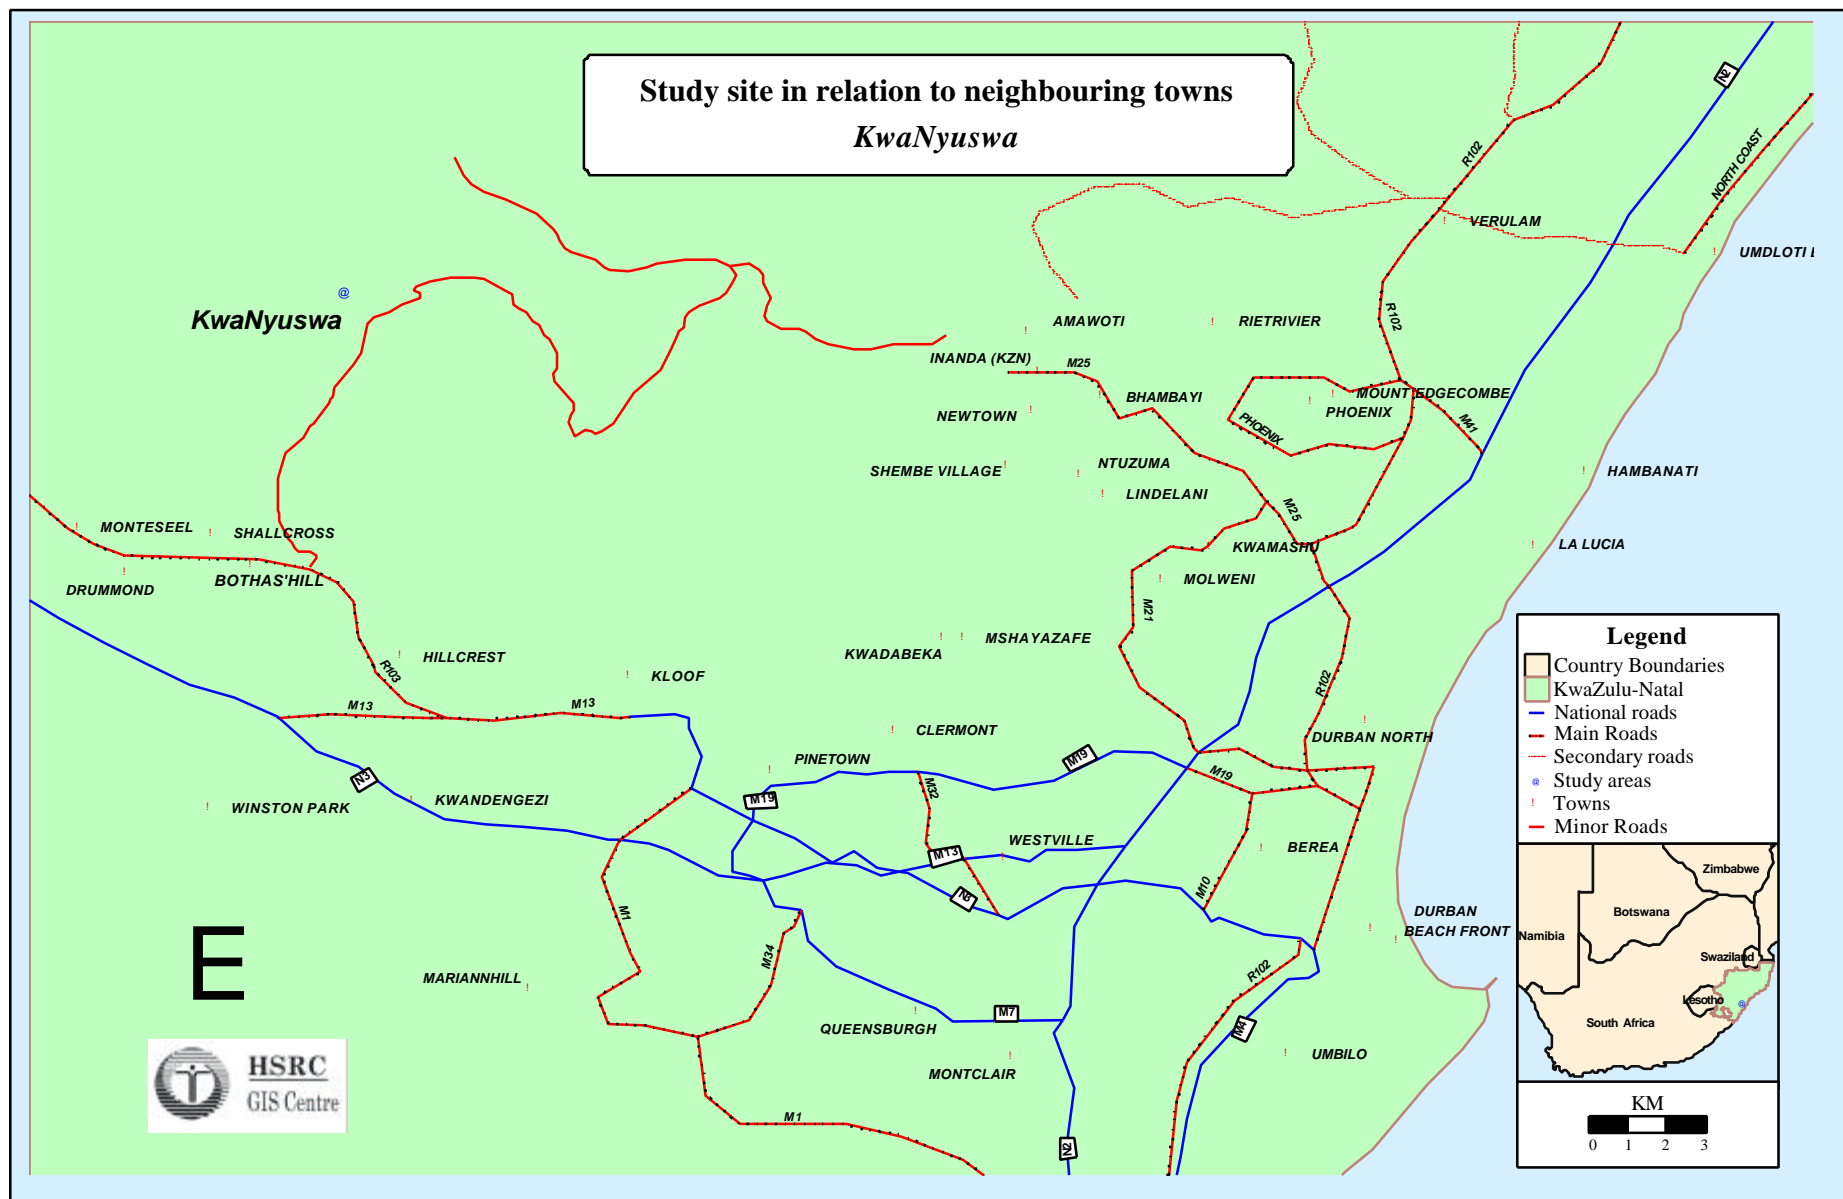 Study site in relation to neighbouring towns
KwaNyuswa
N2
NORTH COAST
R102
VERULAM
UMDLOTI
KwaNyuswa
R102
AMAWOTI
RIETRIVIER
INANDA (KZN)
M25
BHAMBAYI
MOUNT EDGECOMBE
PHOENIX
NEWTOWN
PHOENIX
M41
SHEMBE VILLAGE
NTUZUMA
HAMBANATI
LINDELANI
M25
MONTESEEL
SHALLCROSS
KWAMASHU
LA LUCIA
BOTHAS'HILL
MOLWENI
DRUMMOND
M21
HILLCREST
MSHAYAZAFE
KWADABEKA
R103
KLOOF
R102
M13
M13
CLERMONT
DURBAN NORTH
PINETOWN
M19
M19
N3
KWANDENGEZI
M19
M32
WINSTON PARK
WESTVILLE
BEREA
M13
N3
M10
M1
DURBAN
BEACH FRONT
M34
R102
MARIANNHILL
QUEENSBURGH
M7
M4
MONTCLAIR
UMBILO
M1
N2
E
HSRC
GIS Centre
Legend
Country Boundaries
KwaZulu-Natal
National roads
Main Roads
Secondary roads
@ Study areas
! Towns
Minor Roads
Zimbabwe
Botswana
Namibia
Swaziland
Lesotho
South Africa
KM
0 1 2 3